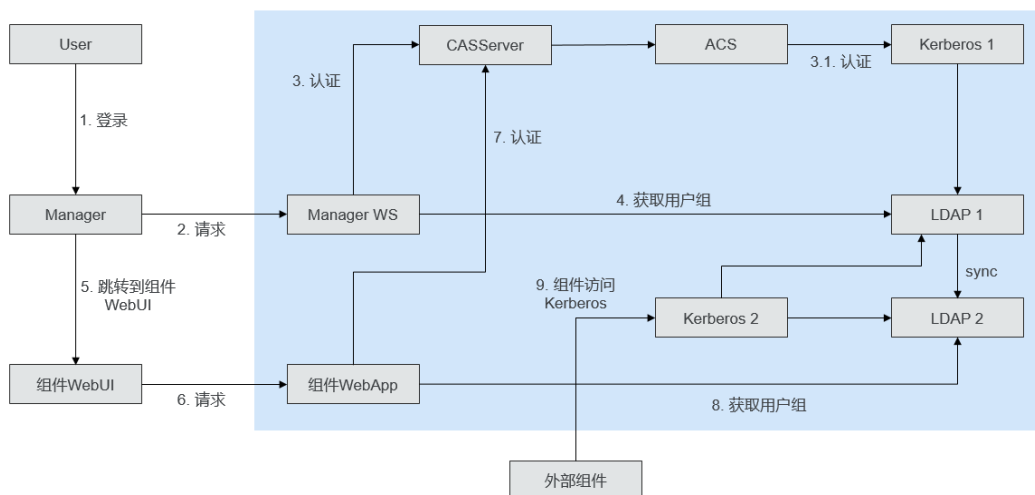 User
CASServer
ACS
Kerberos 1
3. 认证
3.1. 认证
1. 登录
7. 认证
Manager
2. 请求
Manager WS
4. 获取用户组
LDAP 1
5. 跳转到组件
WebUI
9. 组件访问
Kerberos
sync
Kerberos 2
LDAP 2
组件WebUI
6. 请求
组件WebApp
8. 获取用户组
外部组件